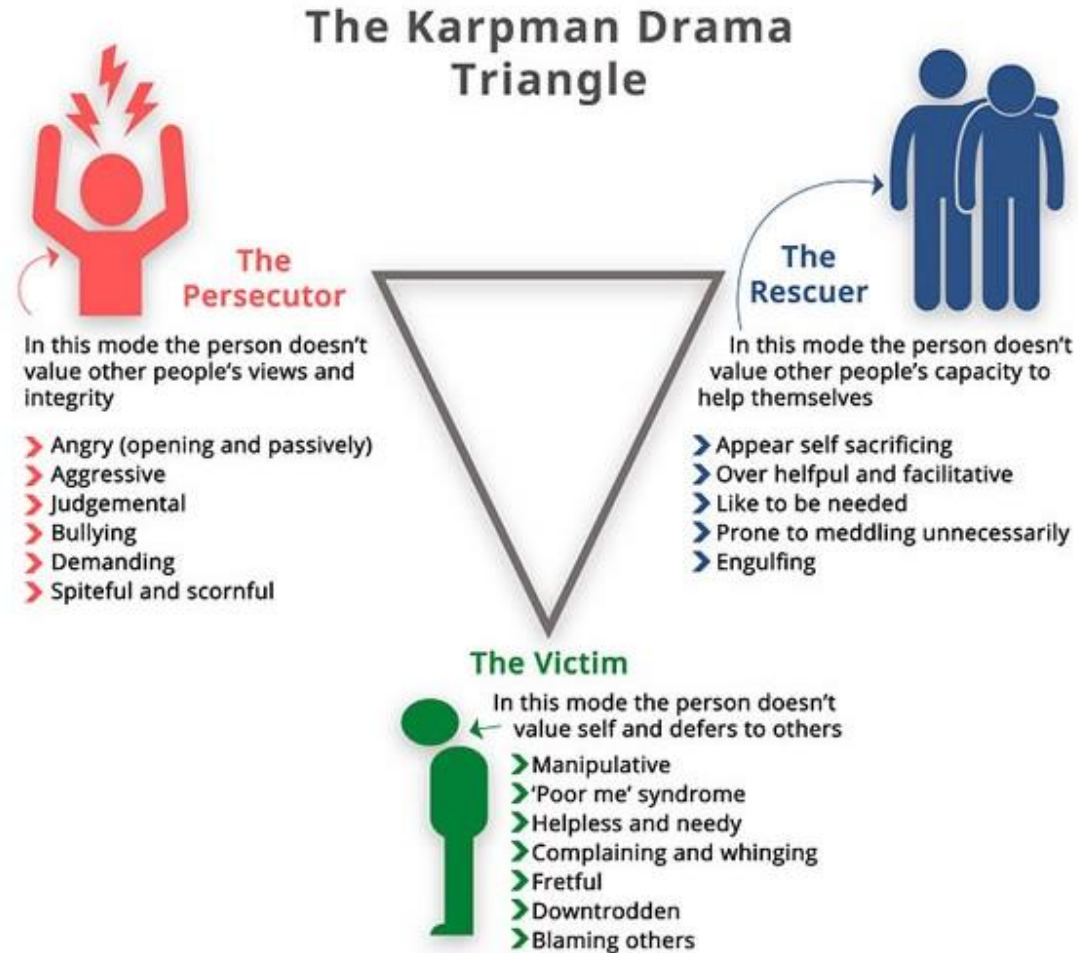 The Karpman Drama
Triangle
The
Persecutor
In this mode the person doesn't
value other people's views and
integrity
Angry (opening and passively)
Aggressive
Judgemental
Bullying
Demanding
Spiteful and scornful
The
Rescuer
In this mode the person doesn't
value other people's capacity to
help themselves
Appear self sacrificing
Over helfpul and facilitative
Like to be needed
Prone to meddling unnecessarily
Engulfing
The Victim
In this mode the person doesn't
value self and defers to others
Manipulative
'Poor me' syndrome
Helpless and needy
Complaining and whinging
Fretful
Downtrodden
Blaming others